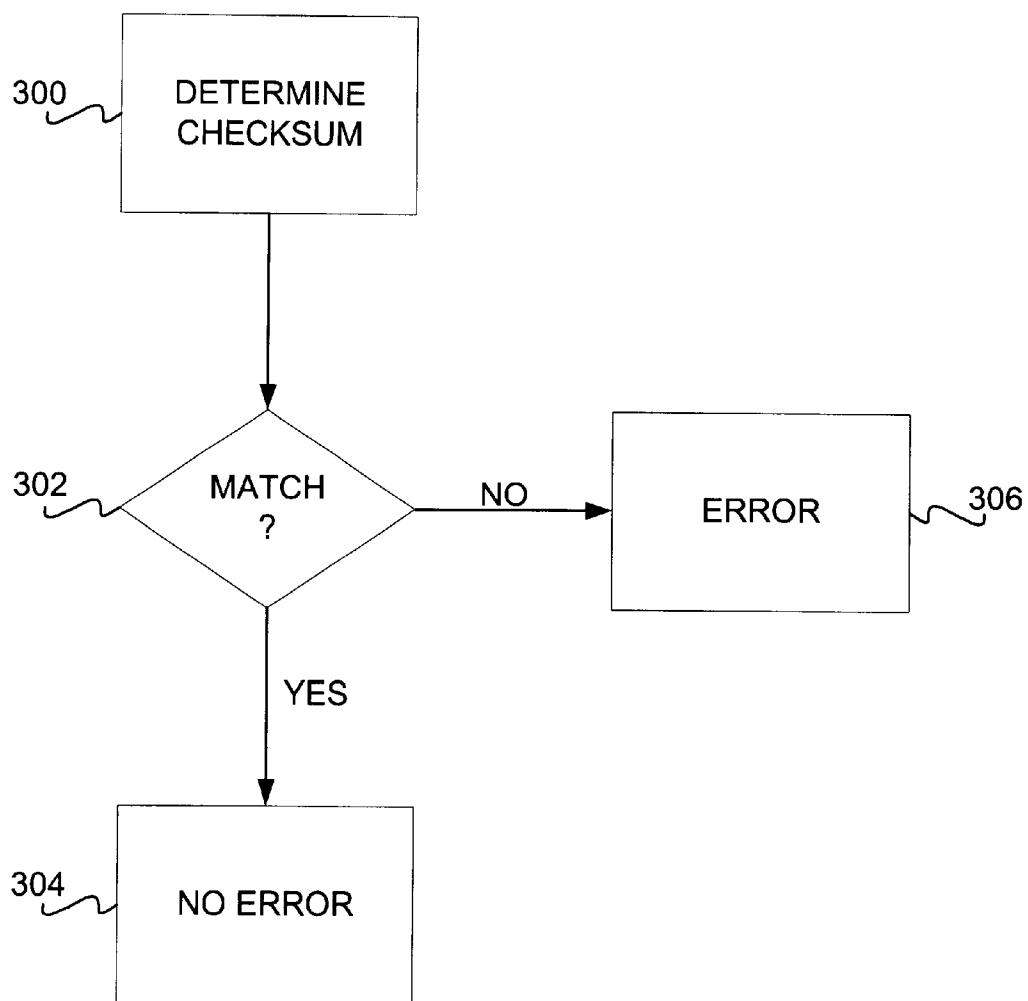 300
DETERMINE
CHECKSUM
302
MATCH
?
NO
ERROR
306
YES
304
NO ERROR